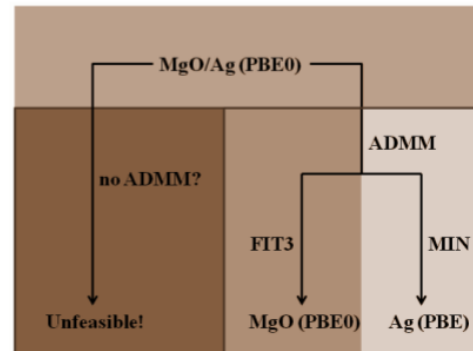 MgO/Ag (PBE0)
ADMM
no ADMM?
FIT3
MIN
Unfeasible!
MgO (PBE0)
Ag (PBE)